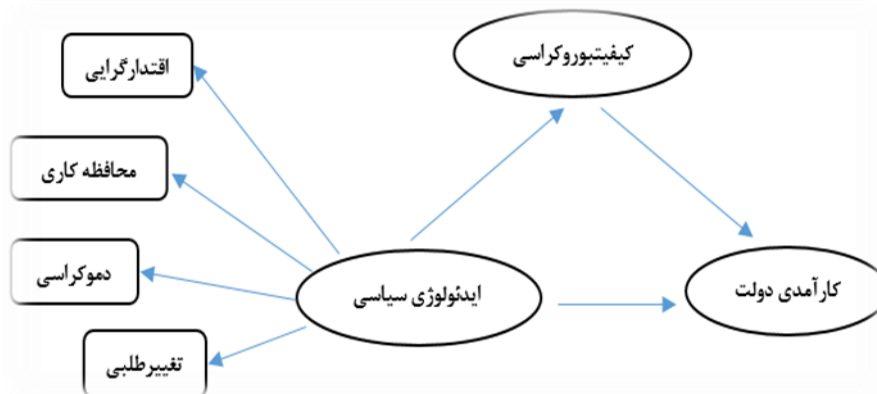 کیفیتبوروکراسی
اقتدارگرایی
محافظه کاری
دموکراسی
ایدئولوژی سیاسی
کارآمدی دولت
تغییرطلبی